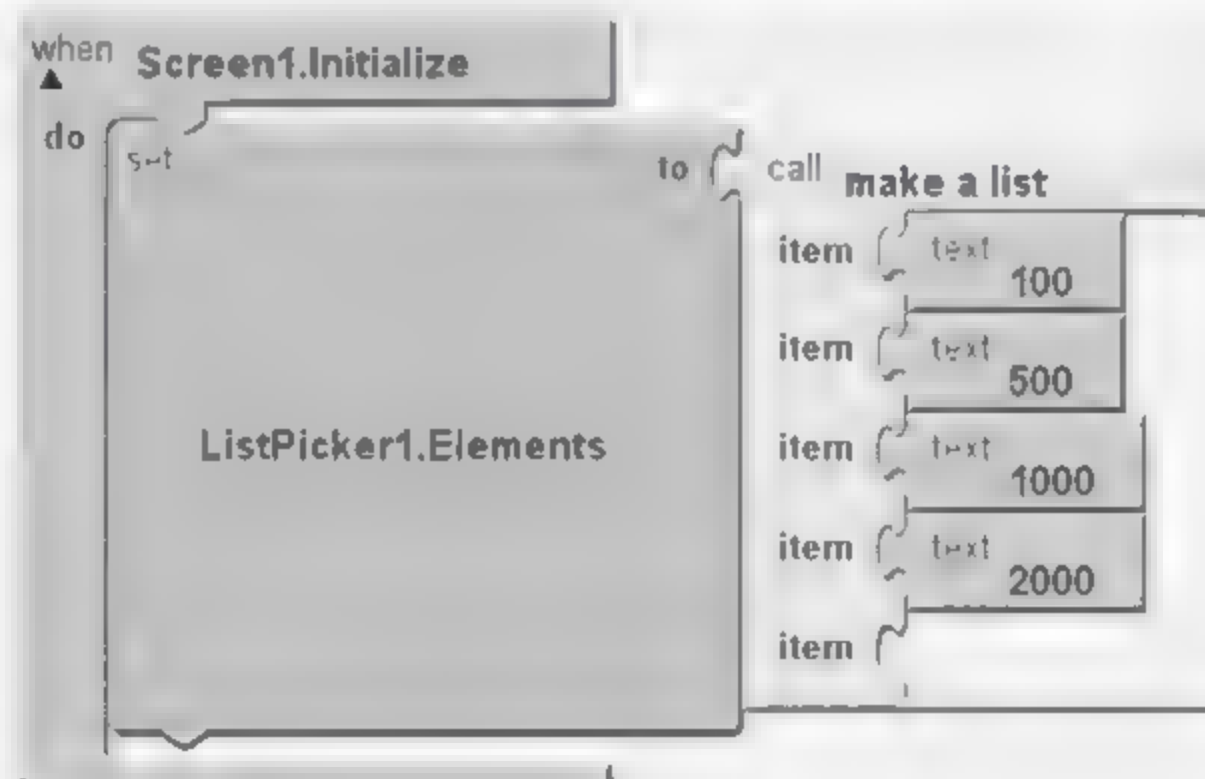 when Screen1.Initialize
do set to call make a list
item text 100
item text 500
ListPicker1.Elements item text 1000
item text 2000
item